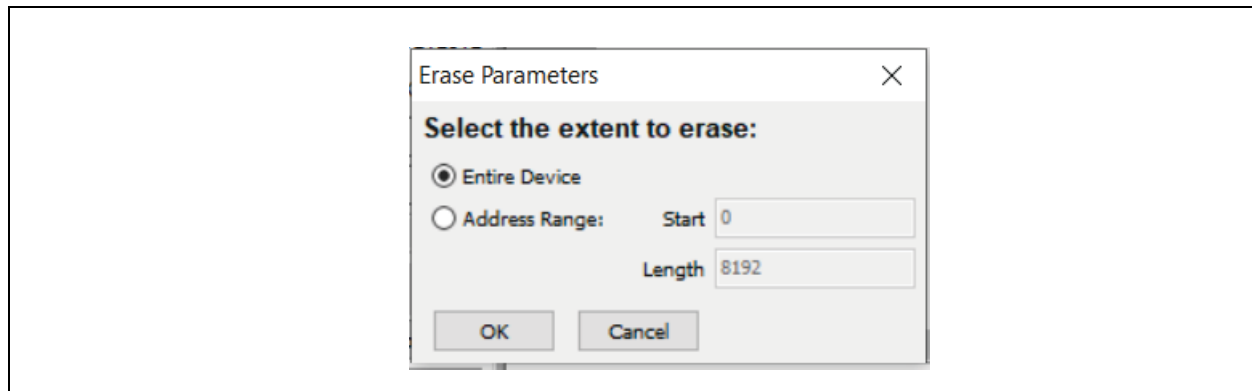 Erase Parameters
Select the extent to erase:
Entire Device
Address Range: Start 0
Length 8192
OK Cancel